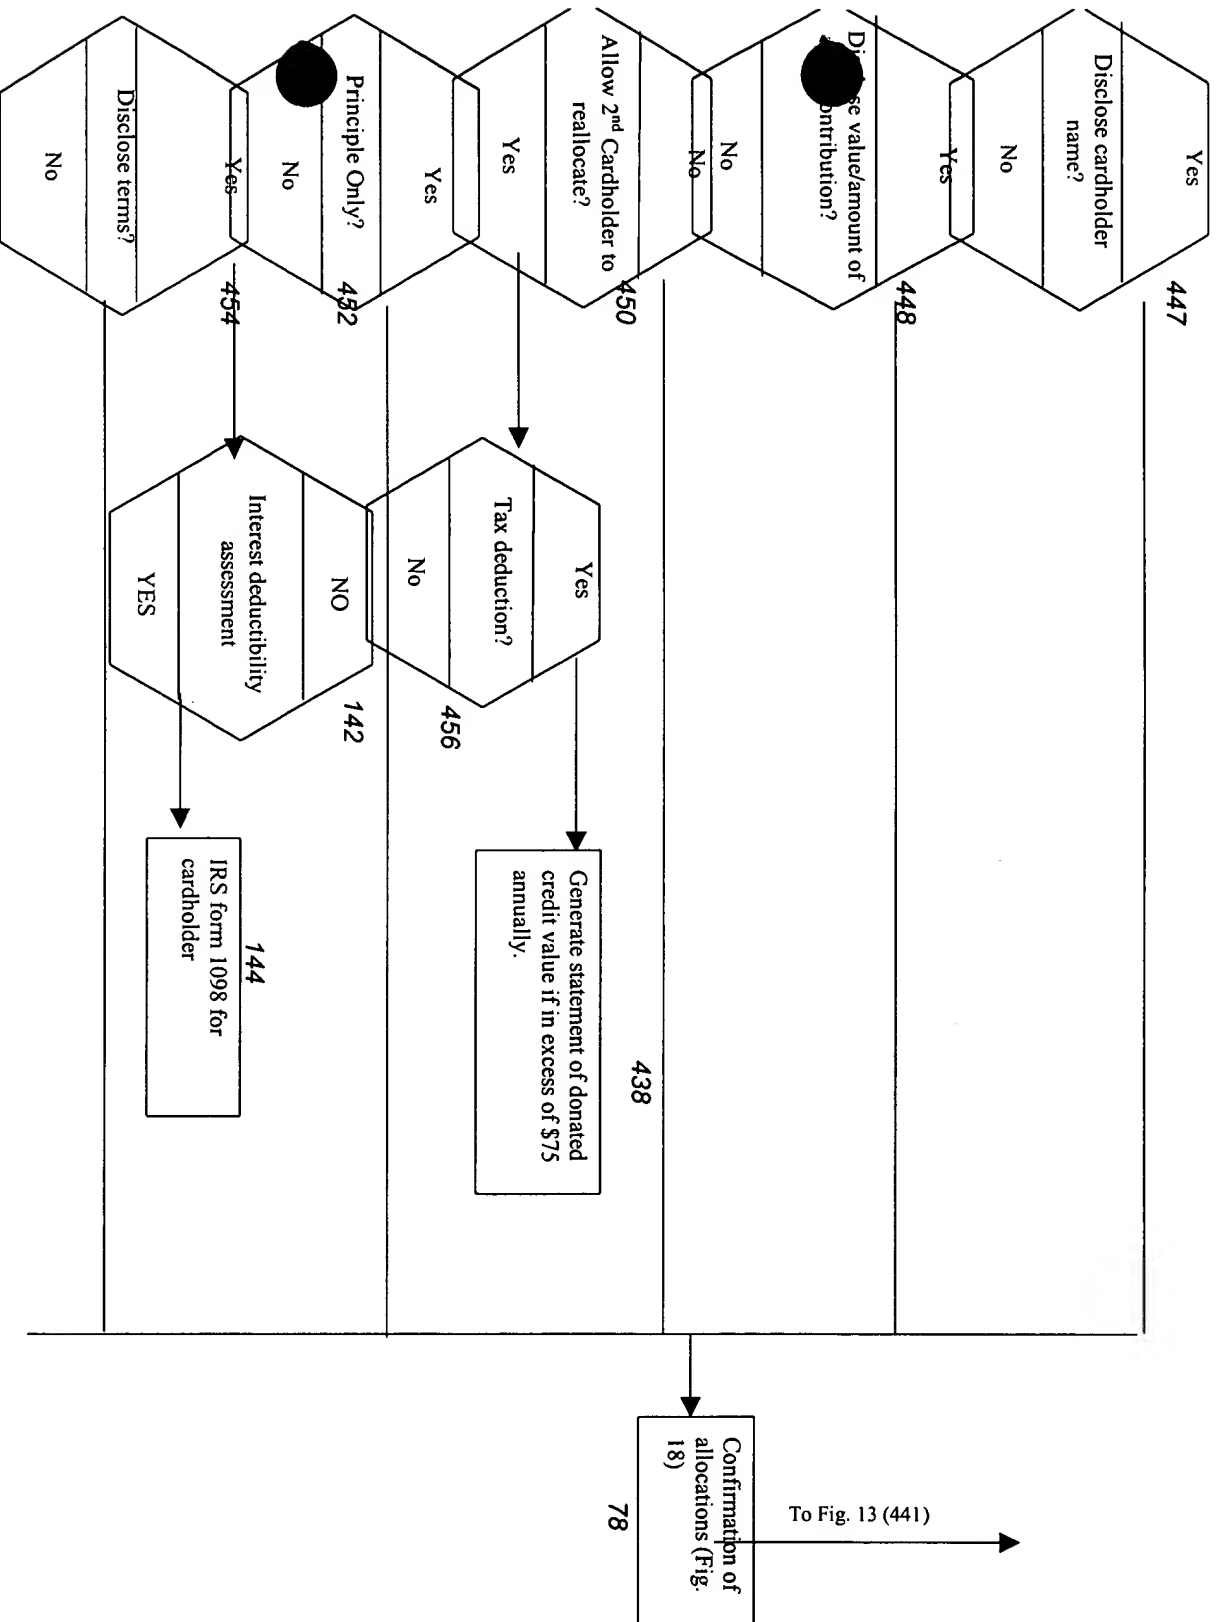 Yes
Disclose cardholder
name?
No
447
Yes
value/amount of
No
448
No
Allow 2nd Cardholder to
reallocate?
Yes
450
Yes
Principle Only?
No
452
Yes
Disclose terms?
No
454
Yes
Tax deduction?
No
456
NO
Interest deductibility
assessment
YES
142
Generate statement of donated
credit value if in excess of $75
annually.
438
IRS form 1098 for
cardholder
144
Confirmation of
allocations (Fig.
18)
78
To Fig. 13 (441)